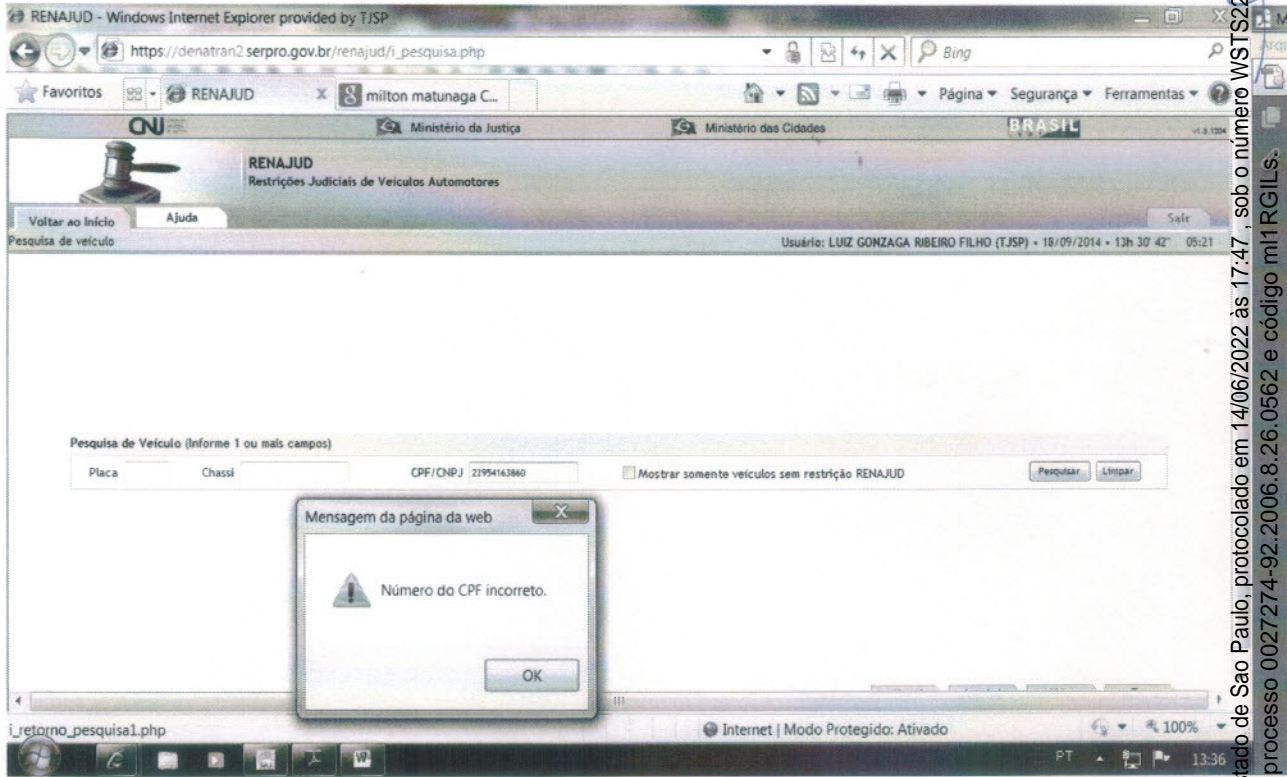 RENAJUD - Windows Internet Explorer provided by TJSP
https://denatran2.serpro.gov.br/renajud/i_pesquisa.php
Bing
Favoritos
RENAJUD
milton matunaga C...
Página
Segurança
Ferramentas
CNJ
Ministério da Justiça
Ministério das Cidades
BRASIL
RENAJUD
Restrições Judiciais de Veículos Automotores
Voltar ao Início
Ajuda
Sair
Pesquisa de veículo
Usuário: LUIZ GONZAGA RIBEIRO FILHO (TJSP) • 18/09/2014 • 13h 30' 42" 05:21
Pesquisa de Veículo (Informe 1 ou mais campos)
Placa
Chassi
CPF/CNPJ 21954163860
Mostrar somente veículos sem restrição RENAJUD
Pesquisar
Limpar
Mensagem da página da web
Número do CPF incorreto.
OK
i_retorno_pesquisa1.php
Internet | Modo Protegido: Ativado
100%
PT
13:36
tado de Sao Paulo, protocolado em 14/06/2022 às 17:47 , sob o número WSTS22
processo 0027274-92.2006.8.26.0562 e código ml1RGILs.